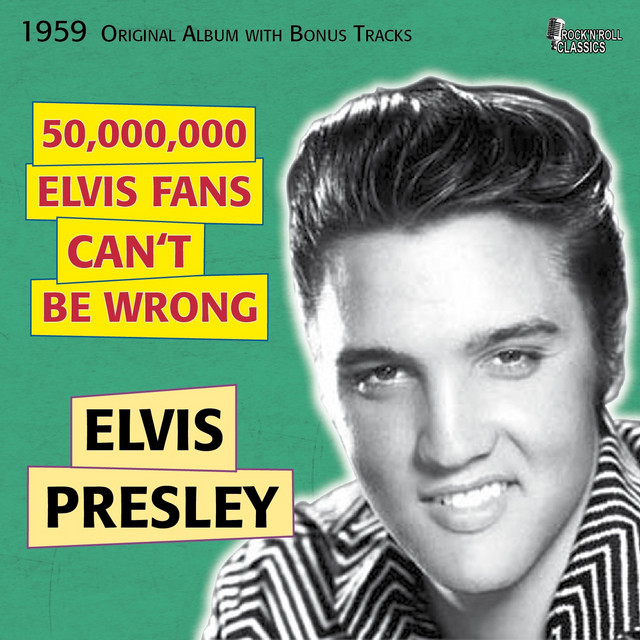 1959 Original Album with Bonus Tracks
ROCK'N'ROLL
CLASSICS
50,000,000
ELVIS FANS
CAN‘T
BE WRONG
ELVIS
PRESLEY